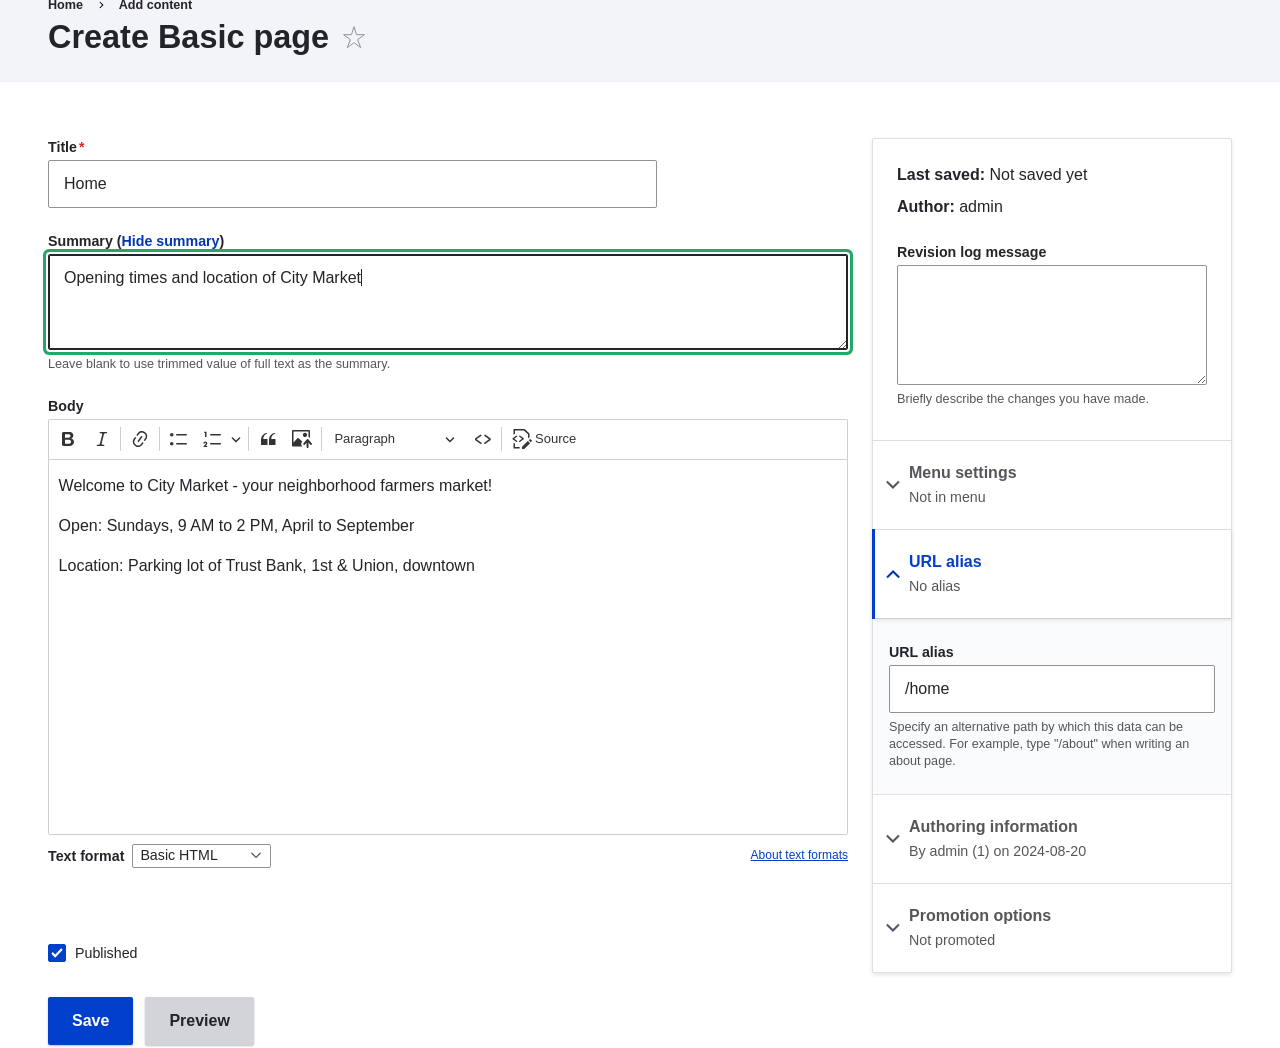 Home > Add content
Create Basic page
Title*
Home
Summary (Hide summary)
Opening times and location of City Market
Leave blank to use trimmed value of full text as the summary.
Body
B I Paragraph Source
Welcome to City Market - your neighborhood farmers market!
Open: Sundays, 9 AM to 2 PM, April to September
Location: Parking lot of Trust Bank, 1st & Union, downtown
Text format Basic HTML About text formats
Published
Save Preview
Last saved: Not saved yet
Author: admin
Revision log message
Briefly describe the changes you have made.
Menu settings
Not in menu
URL alias
No alias
URL alias
/home
Specify an alternative path by which this data can be
accessed. For example, type "/about" when writing an
about page.
Authoring information
By admin (1) on 2024-08-20
Promotion options
Not promoted